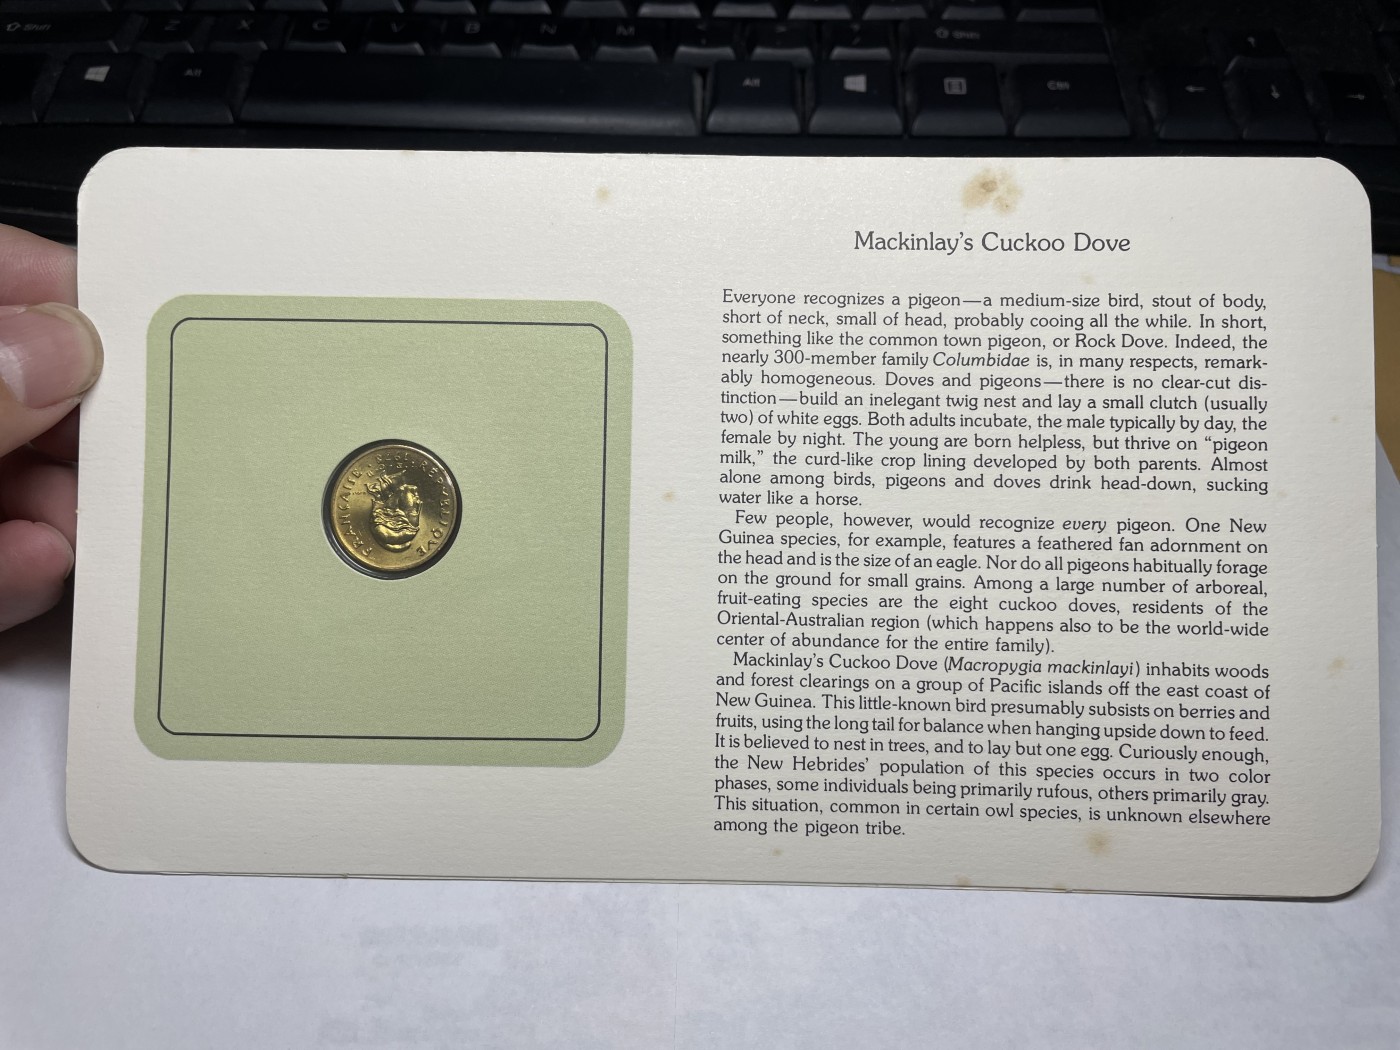 Shift
Z X C V B N M
Shift
Alt
Alt
Ctrl
Mackinlay's Cuckoo Dove
Everyone recognizes a pigeon—a medium-size bird, stout of body,
short of neck, small of head, probably cooing all the while. In short,
something like the common town pigeon, or Rock Dove. Indeed, the
nearly 300-member family Columbidae is, in many respects, remark-
ably homogeneous. Doves and pigeons—there is no clear-cut dis-
tinction—build an inelegant twig nest and lay a small clutch (usually
two) of white eggs. Both adults incubate, the male typically by day, the
female by night. The young are born helpless, but thrive on “pigeon
milk,” the curd-like crop lining developed by both parents. Almost
alone among birds, pigeons and doves drink head-down, sucking
water like a horse.
Few people, however, would recognize every pigeon. One New
Guinea species, for example, features a feathered fan adornment on
the head and is the size of an eagle. Nor do all pigeons habitually forage
on the ground for small grains. Among a large number of arboreal,
fruit-eating species are the eight cuckoo doves, residents of the
Oriental-Australian region (which happens also to be the world-wide
center of abundance for the entire family).
Mackinlay's Cuckoo Dove (Macropygia mackinlayi) inhabits woods
and forest clearings on a group of Pacific islands off the east coast of
New Guinea. This little-known bird presumably subsists on berries and
fruits, using the long tail for balance when hanging upside down to feed.
It is believed to nest in trees, and to lay but one egg. Curiously enough,
the New Hebrides' population of this species occurs in two color
phases, some individuals being primarily rufous, others primarily gray.
This situation, common in certain owl species, is unknown elsewhere
among the pigeon tribe.
REPUBLIQVE
FRANCAISE